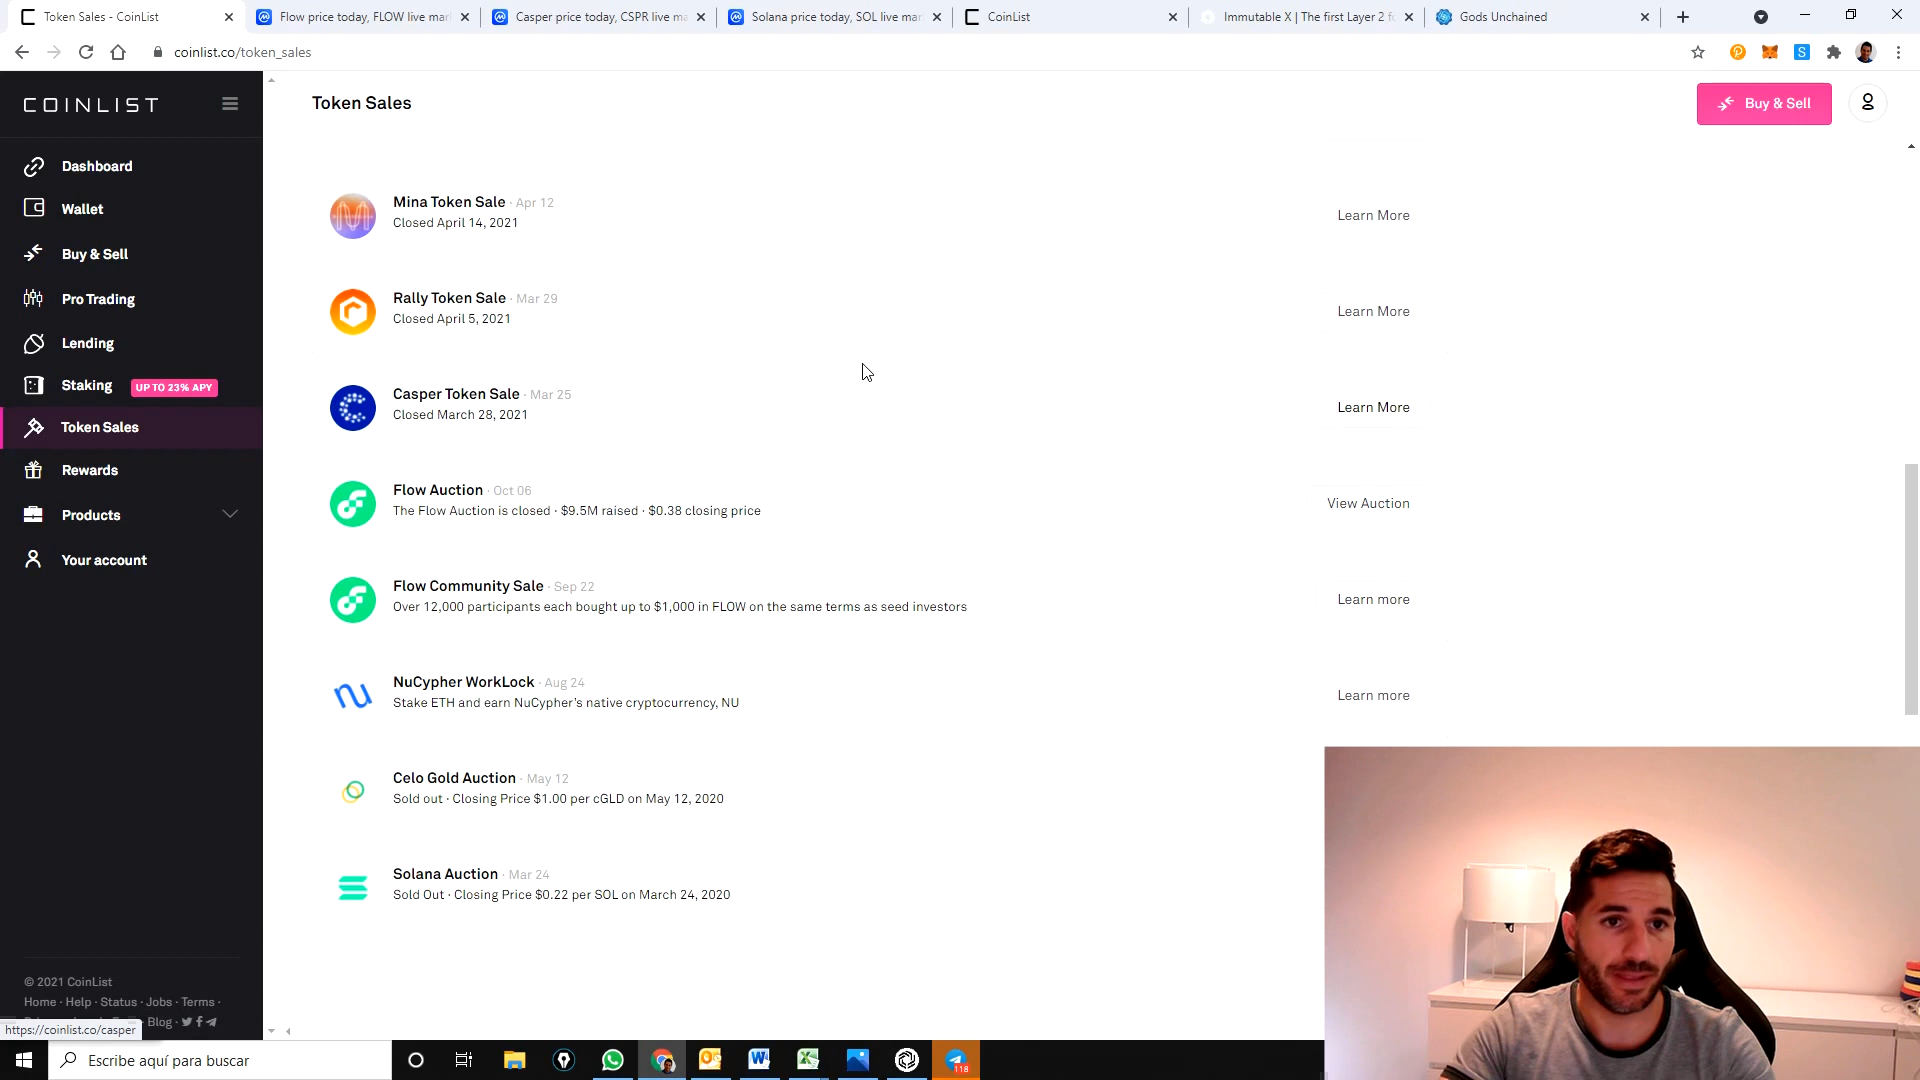 Token Sales - CoinList
Flow price today, FLOW live mar
Casper price today, CSPR live ma
Solana price today, SOL live mar
CoinList
Immutable X | The first Layer 2 f
Gods Unchained
coinlist.co/token_sales
COINLIST
Token Sales
Buy & Sell
Dashboard
Wallet
Buy & Sell
Pro Trading
Lending
Staking UP TO 23% APY
Token Sales
Rewards
Products
Your account
Mina Token Sale · Apr 12
Closed April 14, 2021
Learn More
Rally Token Sale · Mar 29
Closed April 5, 2021
Learn More
Casper Token Sale · Mar 25
Closed March 28, 2021
Learn More
Flow Auction · Oct 06
The Flow Auction is closed · $9.5M raised · $0.38 closing price
View Auction
Flow Community Sale · Sep 22
Over 12,000 participants each bought up to $1,000 in FLOW on the same terms as seed investors
Learn more
NuCypher WorkLock · Aug 24
Stake ETH and earn NuCypher's native cryptocurrency, NU
Learn more
Celo Gold Auction · May 12
Sold out · Closing Price $1.00 per cGLD on May 12, 2020
Solana Auction · Mar 24
Sold Out · Closing Price $0.22 per SOL on March 24, 2020
© 2021 CoinList
Home · Help · Status · Jobs · Terms ·
· Blog ·
https://coinlist.co/casper
Escribe aquí para buscar
118